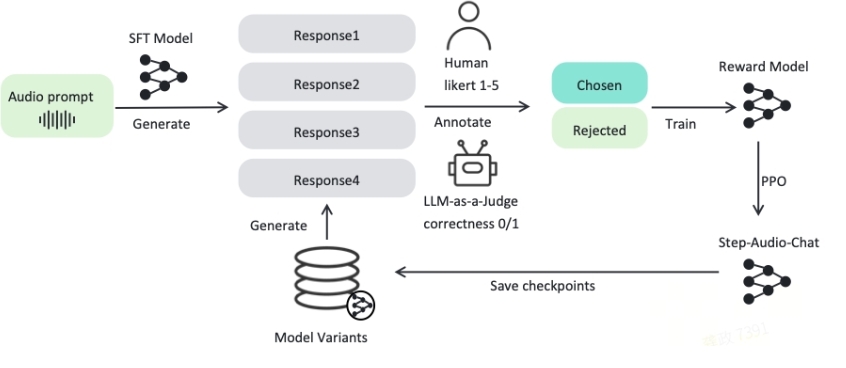 SFT Model
Audio prompt
Generate
Response1
Response2
Response3
Response4
Human
likert 1-5
Annotate
LLM-as-a-Judge
correctness 0/1
Chosen
Rejected
Train
Reward Model
PPO
Step-Audio-Chat
Save checkpoints
Generate
Model Variants
7391